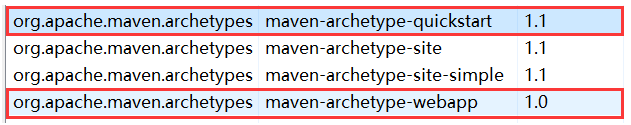 org.apache.maven.archetypes maven-archetype-quickstart 1.1
org.apache.maven.archetypes maven-archetype-site 1.1
org.apache.maven.archetypes maven-archetype-site-simple 1.1
org.apache.maven.archetypes maven-archetype-webapp 1.0